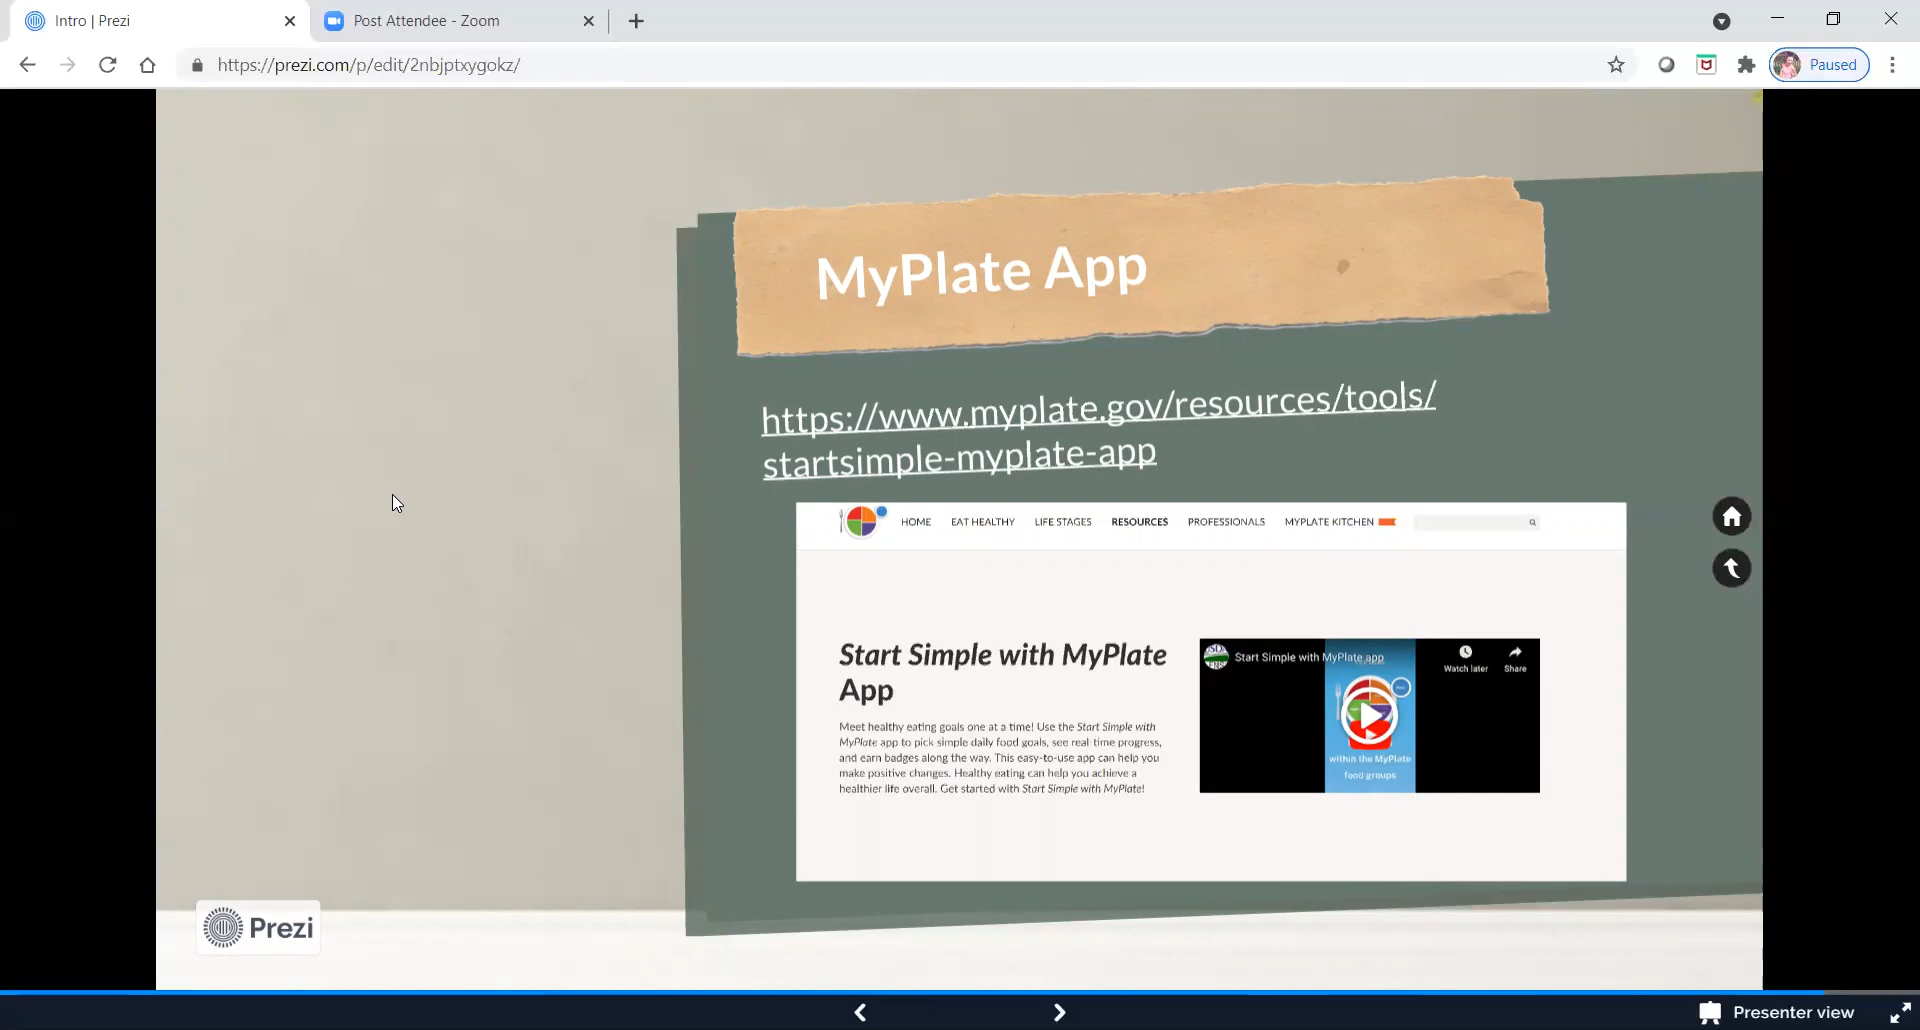 Intro | Prezi
Post Attendee - Zoom
https://prezi.com/p/edit/2nbjptxygokz/
Paused
MyPlate App
https://www.myplate.gov/resources/tools/
startsimple-myplate-app
HOME EAT HEALTHY LIFE STAGES RESOURCES PROFESSIONALS MYPLATE KITCHEN
Start Simple with MyPlate
App
Meet healthy eating goals one at a time! Use the Start Simple with
MyPlate app to pick simple daily food goals, see real-time progress,
and earn badges along the way. This easy-to-use app can help you
make positive changes. Healthy eating can help you achieve a
healthier life overall. Get started with Start Simple with MyPlate!
Start Simple with MyPlate app
Watch later
Share
within the MyPlate
food groups
Prezi
Presenter view